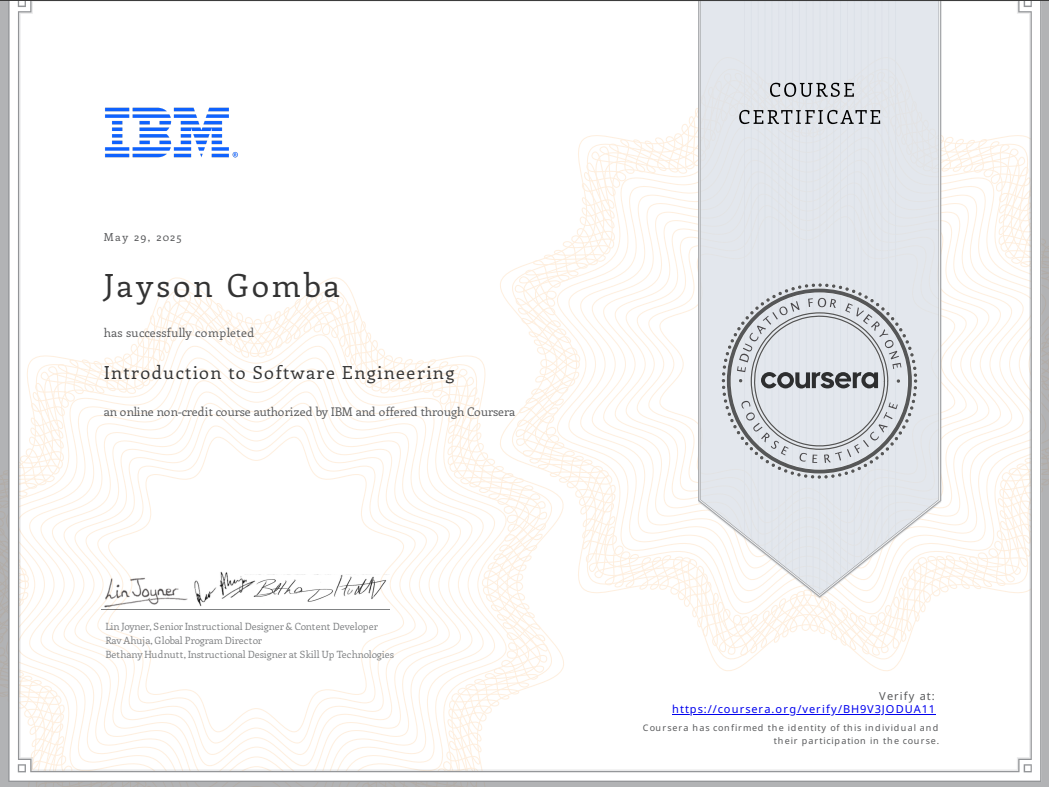 COURSE
CERTIFICATE
IBM®
May 29, 2025
Jayson Gomba
has successfully completed
Introduction to Software Engineering
an online non-credit course authorized by IBM and offered through Coursera
EDUCATION FOR EVERYONE
coursera
COURSE CERTIFICATE
Lin Joyner
Lin Joyner, Senior Instructional Designer & Content Developer
Rav Ahuja, Global Program Director
Bethany Hudnutt, Instructional Designer at Skill Up Technologies
Verify at:
https://coursera.org/verify/BH9V3JODUA11
Coursera has confirmed the identity of this individual and
their participation in the course.